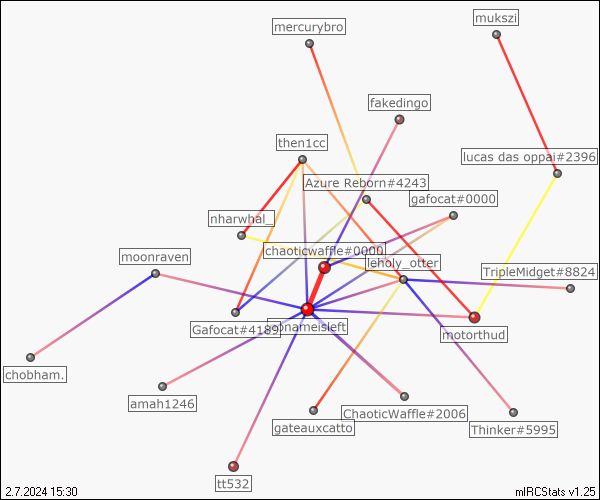 mercurybro
mukszi
fakedingo
then1cc
lucas das oppai#2396
Azure Reborn#4243
gafocat#0000
nharwhal_
chaoticwaffle#0000
moonraven
leholy_otter
TripleMidget#8824
Gafocat#4189
nonameisleft
motorthud
chobham.
amah1246
ChaoticWaffle#2006
gateauxcatto
Thinker#5995
tt532
2.7.2024 15:30
mIRCStats v1.25